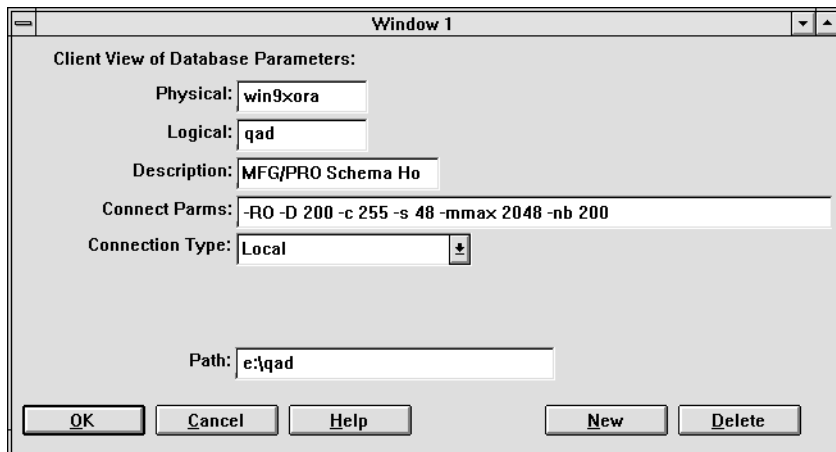 Window 1
Client View of Database Parameters:
Physical: win9xora
Logical: qad
Description: MFG/PRO Schema Ho
Connect Parms: -RO -D 200 -c 255 -s 48 -mmax 2048 -nb 200
Connection Type: Local
Path: e:\qad
OK Cancel Help New Delete